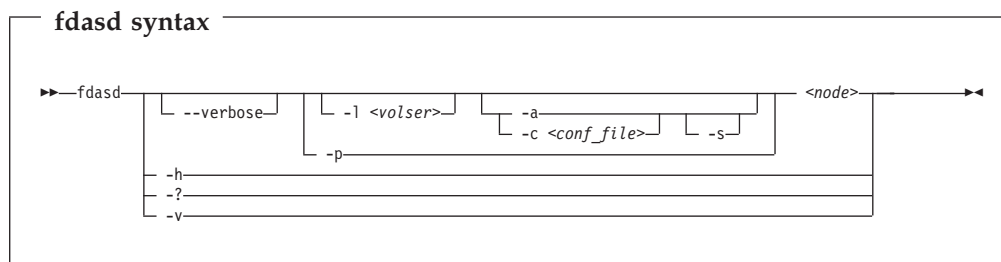 fdasd syntax
fdasd
--verbose
-l <volser>
-a
-c <conf_file>
-s
-p
<node>
-h
-?
-v